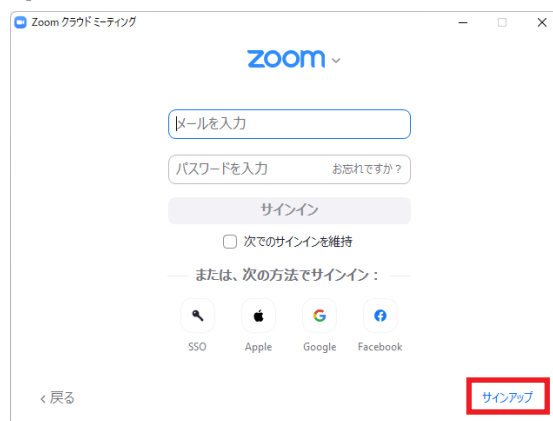 Zoom クラウド ミーティング
zoom
メールを入力
パスワードを入力 お忘れですか？
サインイン
次でのサインインを維持
または、次の方法でサインイン：
SSO Apple Google Facebook
戻る サインアップ